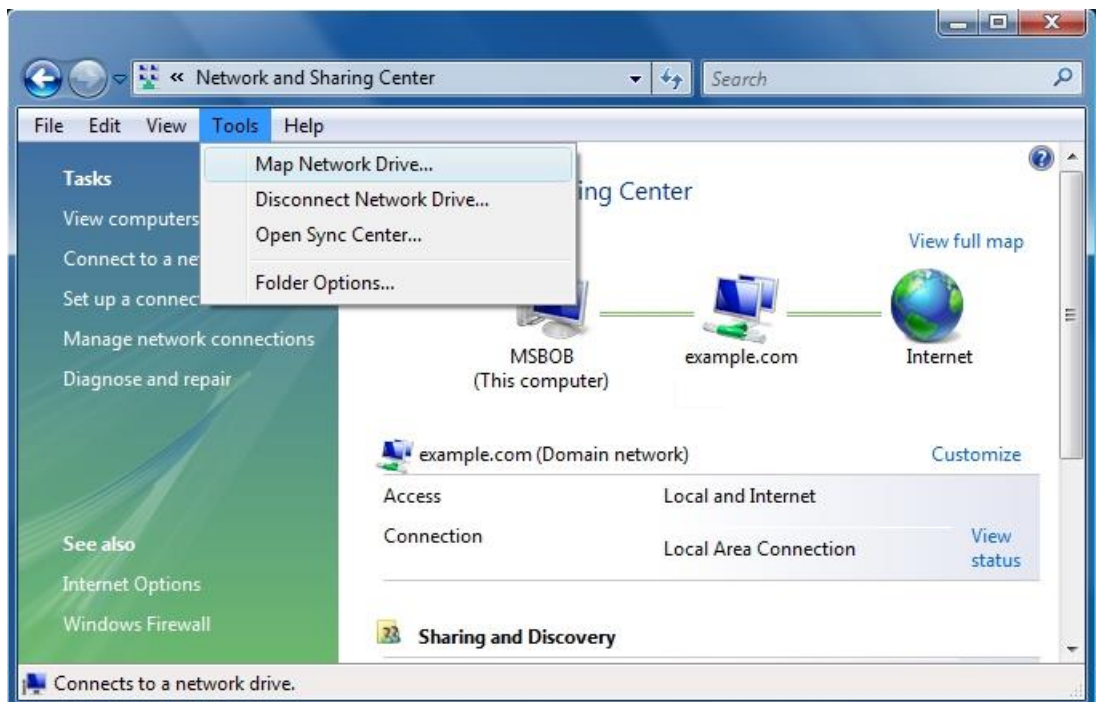 « Network and Sharing Center
Search
File Edit View Tools Help
Map Network Drive...
Disconnect Network Drive...
Open Sync Center...
Folder Options...
Tasks
View computers
Connect to a ne
Set up a connec
Manage network connections
Diagnose and repair
See also
Internet Options
Windows Firewall
ing Center
View full map
MSBOB
(This computer)
example.com
Internet
example.com (Domain network)
Customize
Access Local and Internet
Connection Local Area Connection
View
status
Sharing and Discovery
Connects to a network drive.